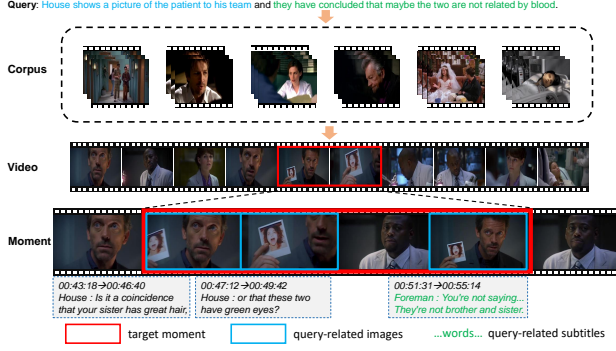 Query: House shows a picture of the patient to his team and they have concluded that maybe the two are not related by blood.
Corpus
Video
Moment
00:43:18→00:46:40
House : Is it a coincidence
that your sister has great hair,
00:47:12→00:49:42
House : or that these two
have green eyes?
00:51:31→00:55:14
Foreman : You're not saying...
They're not brother and sister.
target moment
query-related images
...words... query-related subtitles